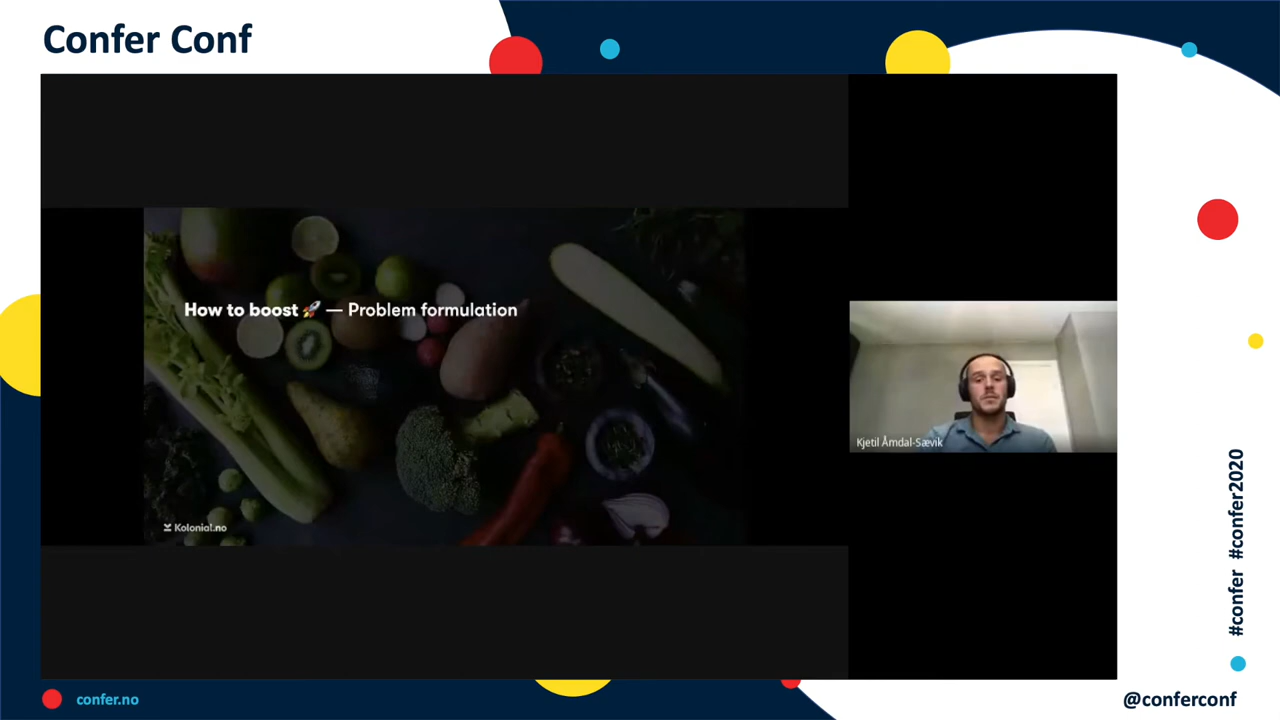 Confer Conf
How to boost 🚀 — Problem formulation
Kolonial.no
Kjetil Åmdal-Sævik
#confer #confer2020
confer.no
@conferconf